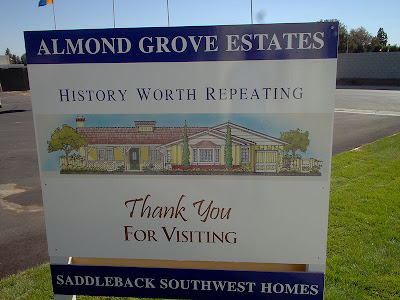 ALMOND GROVE ESTATES
HISTORY WORTH REPEATING
Thank You
FOR VISITING
SADDLEBACK SOUTHWEST HOMES